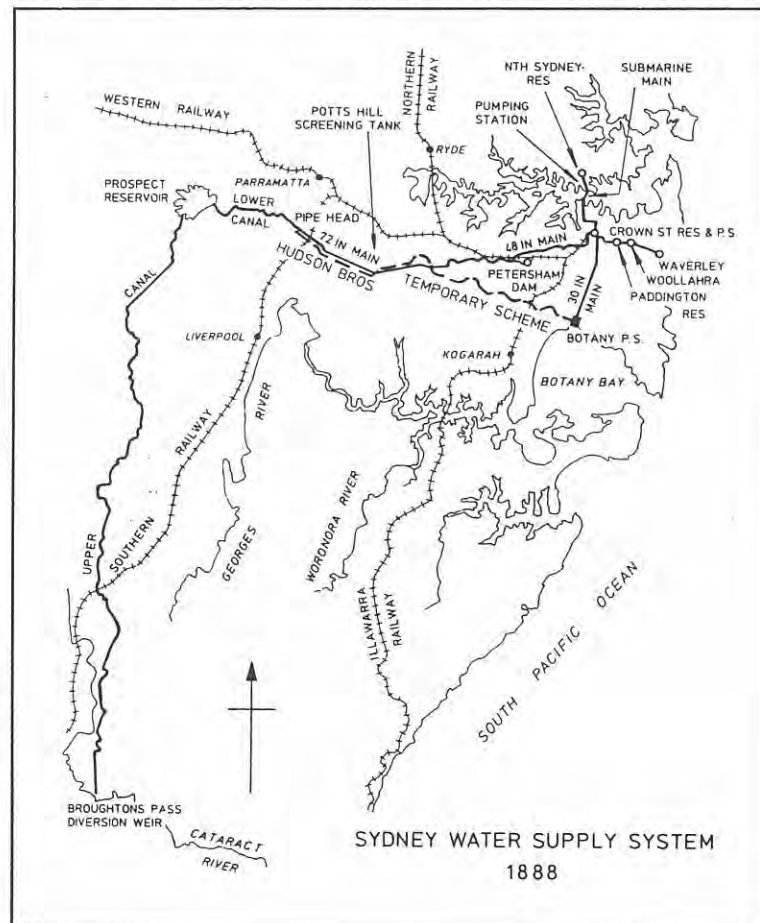 NTH SYDNEY-
RES
SUBMARINE
MAIN
NORTHERN
RAILWAY
PUMPING
STATION
POTTS HILL
SCREENING TANK
WESTERN RAILWAY
RYDE
PARRAMATTA
PROSPECT
RESERVOIR
LOWER
CANAL
PIPE HEAD
72 IN MAIN
HUDSON BROS
TEMPORARY SCHEME
48 IN MAIN
CROWN ST RES & P.S.
WAVERLEY
WOOLLAHRA
PADDINGTON
RES
PETERSHAM
DAM
30 IN
MAIN
BOTANY P.S.
BOTANY BAY
KOGARAH
LIVERPOOL
UPPER
CANAL
SOUTHERN
RAILWAY
GEORGES
RIVER
WORONORA RIVER
ILLAWARRA
RAILWAY
SOUTH PACIFIC OCEAN
BROUGHTONS PASS
DIVERSION WEIR
CATARACT
RIVER
SYDNEY WATER SUPPLY SYSTEM
1888